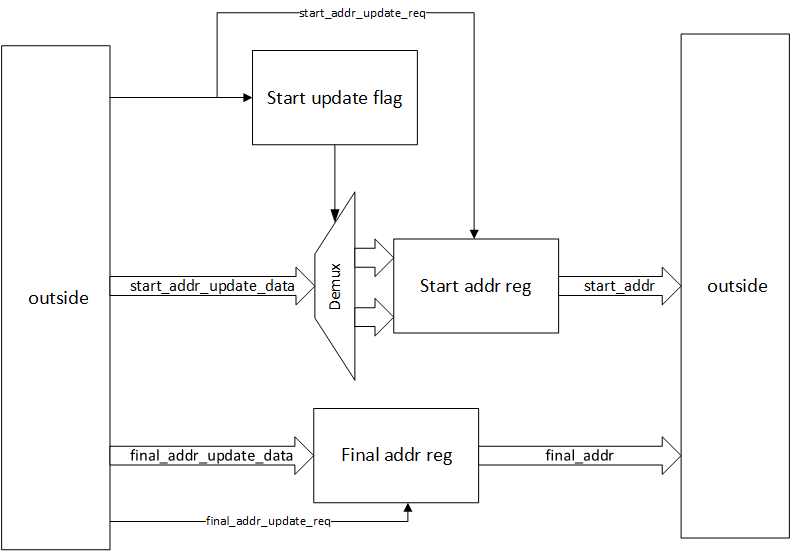 start_addr_update_req
Start update flag
outside
start_addr_update_data
Demux
Start addr reg
start_addr
outside
final_addr_update_data
Final addr reg
final_addr
final_addr_update_req